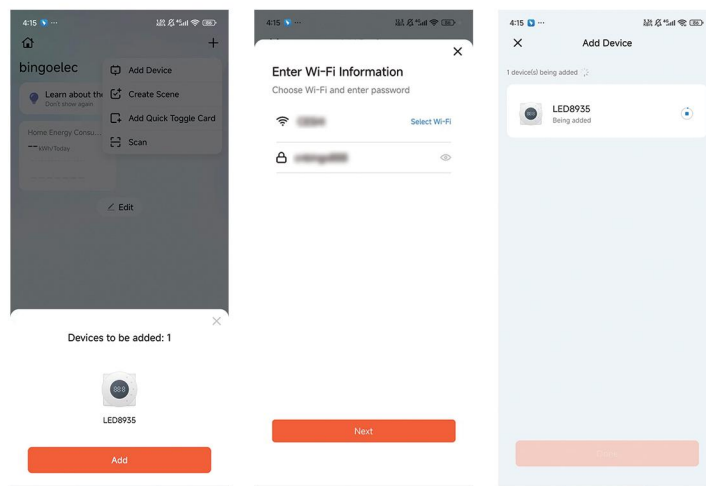 4:15
bingoelec
Add Device
Learn about the
Don't show again
Create Scene
Add Quick Toggle Card
Home Energy Consu...
Scan
-- kWh/Today
Edit
Devices to be added: 1
88:8
LED8935
Add
4:15
Enter Wi-Fi Information
Choose Wi-Fi and enter password
Select Wi-Fi
Next
4:15
Add Device
1 device(s) being added
LED8935
Being added